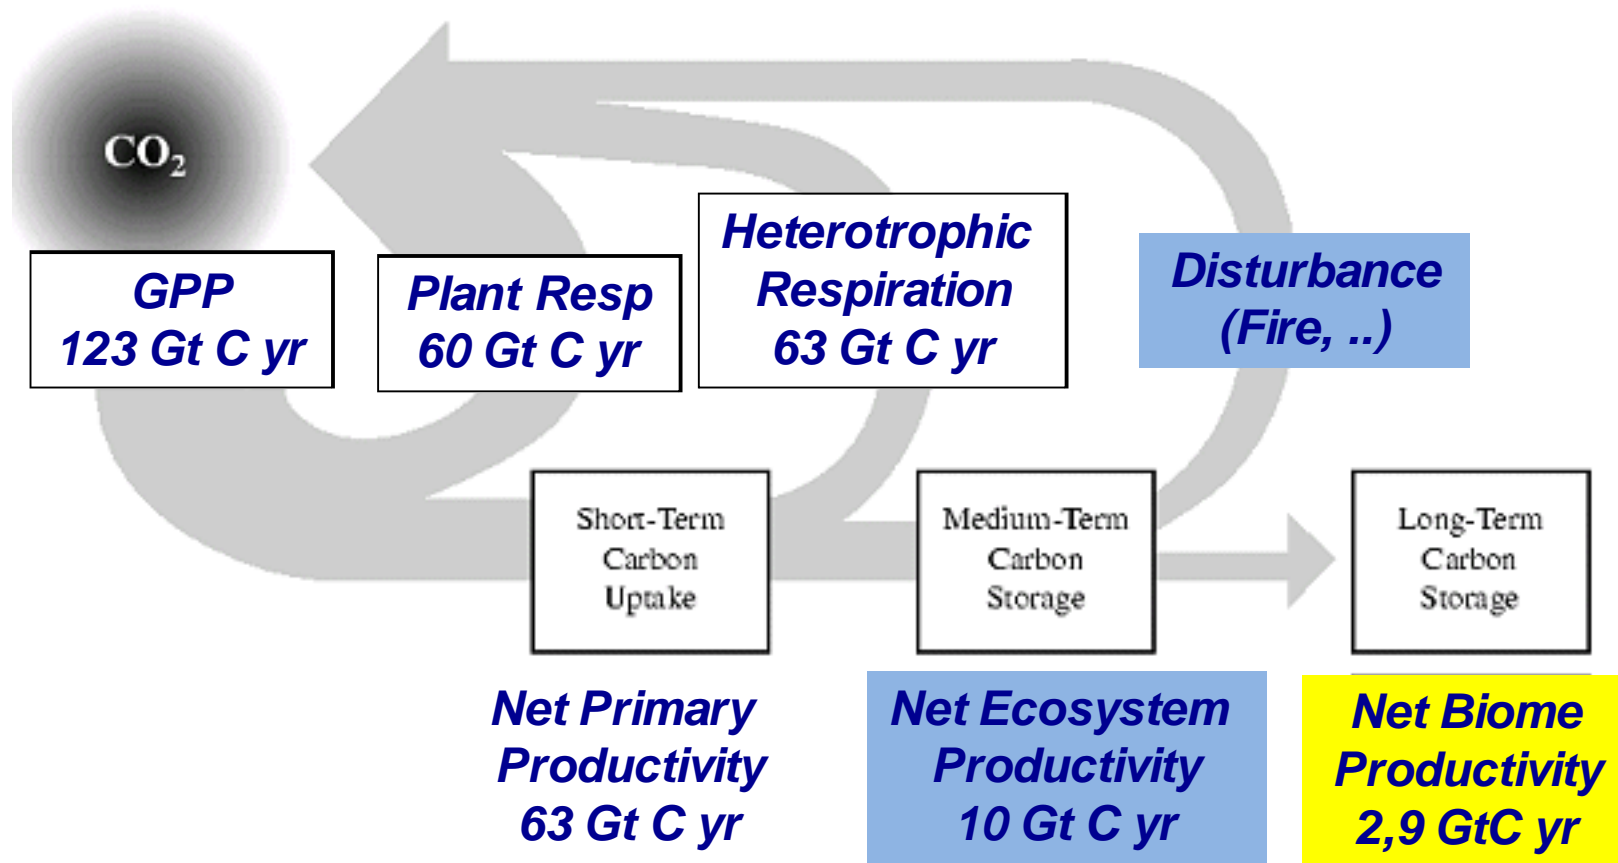 CO₂
GPP
123 Gt C yr
Plant Resp
60 Gt C yr
Heterotrophic
Respiration
63 Gt C yr
Disturbance
(Fire, ..)
Short-Term
Carbon
Uptake
Medium-Term
Carbon
Storage
Long-Term
Carbon
Storage
Net Primary
Productivity
63 Gt C yr
Net Ecosystem
Productivity
10 Gt C yr
Net Biome
Productivity
2,9 GtC yr